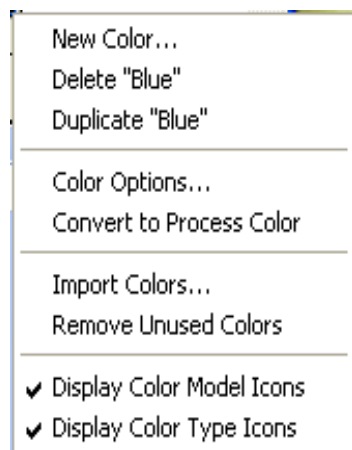 New Color...
Delete "Blue"
Duplicate "Blue"
Color Options...
Convert to Process Color
Import Colors...
Remove Unused Colors
Display Color Model Icons
Display Color Type Icons